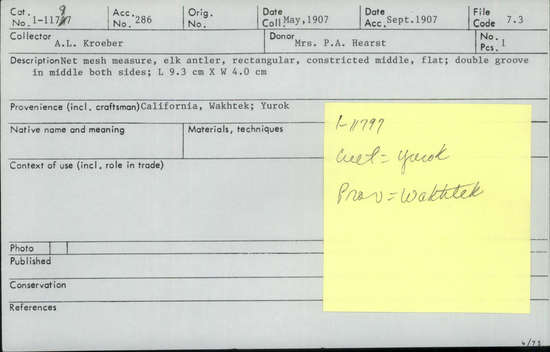 Cat. No. 1-11797 Acc. No. 286 Orig. No. Date Coll. May, 1907 Date Acc. Sept. 1907 File Code 7.3
Collector A.L. Kroeber Donor Mrs. P.A. Hearst No. Pcs. 1
Description Net mesh measure, elk antler, rectangular, constricted middle, flat; double groove
in middle both sides; L 9.3 cm X W 4.0 cm
Provenience (incl. craftsman) California, Wakhtek; Yurok
Native name and meaning Materials, techniques
Context of use (incl. role in trade)
1-11797
Cult = Yurok
Prov = Wakhtek
Photo
Published
Conservation
References